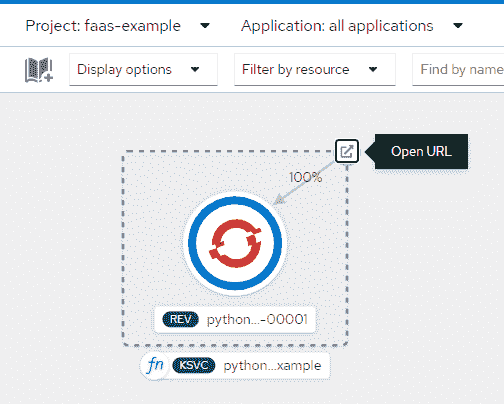 Project: faas-example Application: all applications
Display options Filter by resource Find by name
Open URL
100%
REV python...-00001
fn KSVC python...xample